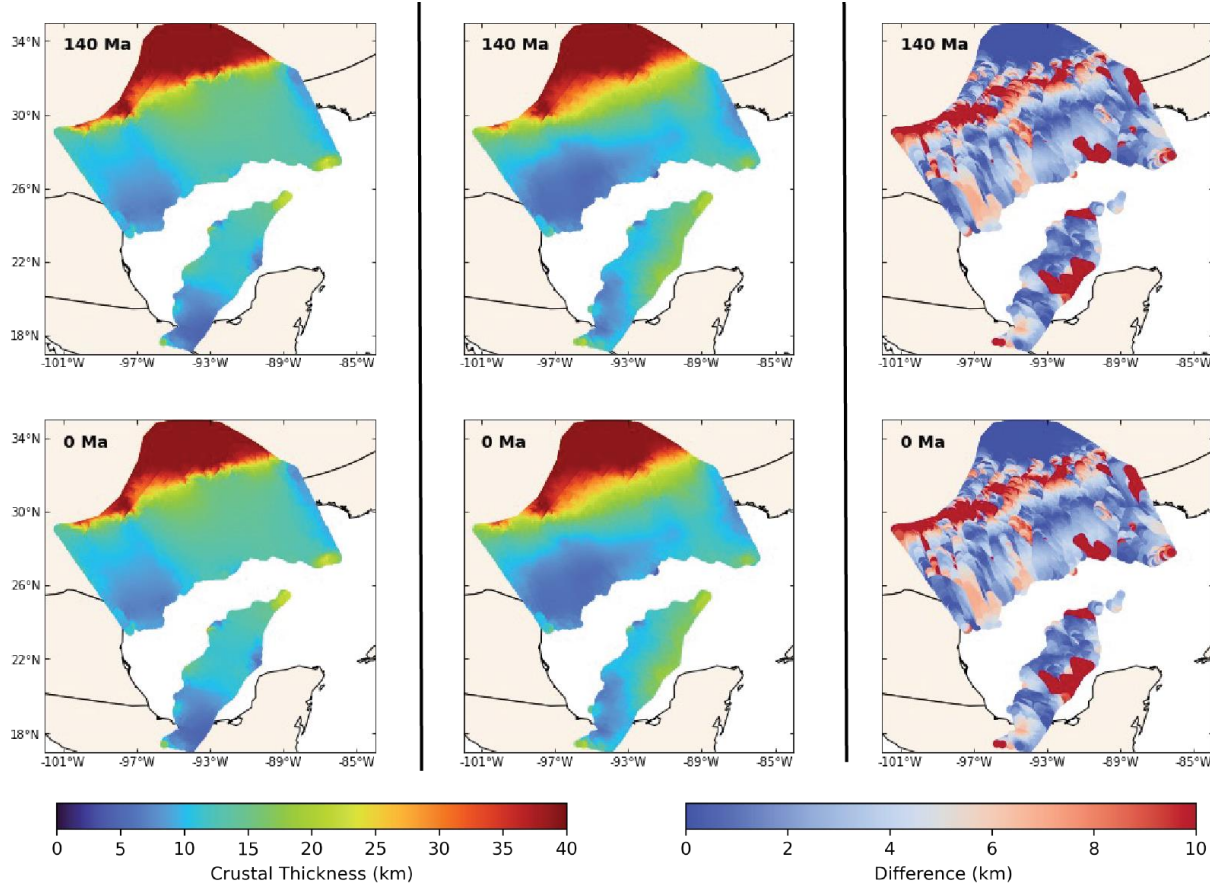 140 Ma
140 Ma
140 Ma
34°N
30°N
26°N
22°N
18°N
-101°W -97°W -93°W -89°W -85°W
-101°W -97°W -93°W -89°W -85°W
-101°W -97°W -93°W -89°W -85°W
0 Ma
0 Ma
0 Ma
34°N
30°N
26°N
22°N
18°N
-101°W -97°W -93°W -89°W -85°W
-101°W -97°W -93°W -89°W -85°W
-101°W -97°W -93°W -89°W -85°W
0 5 10 15 20 25 30 35 40
Crustal Thickness (km)
0 2 4 6 8 10
Difference (km)